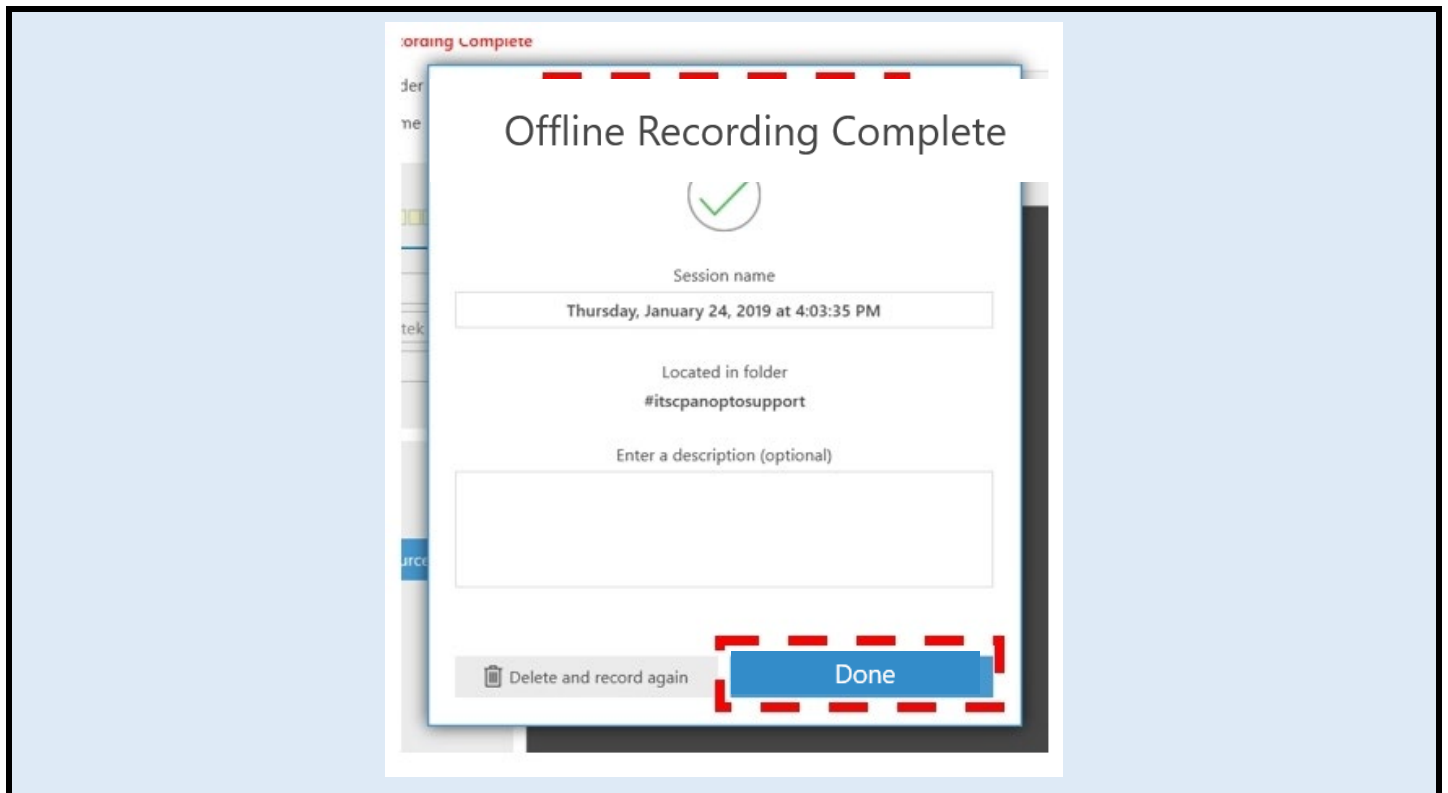 Complete
Offline Recording Complete
Session name
Thursday, January 24, 2019 at 4:03:35 PM
Located in folder
#itscpanoptosupport
Enter a description (optional)
Delete and record again
Done